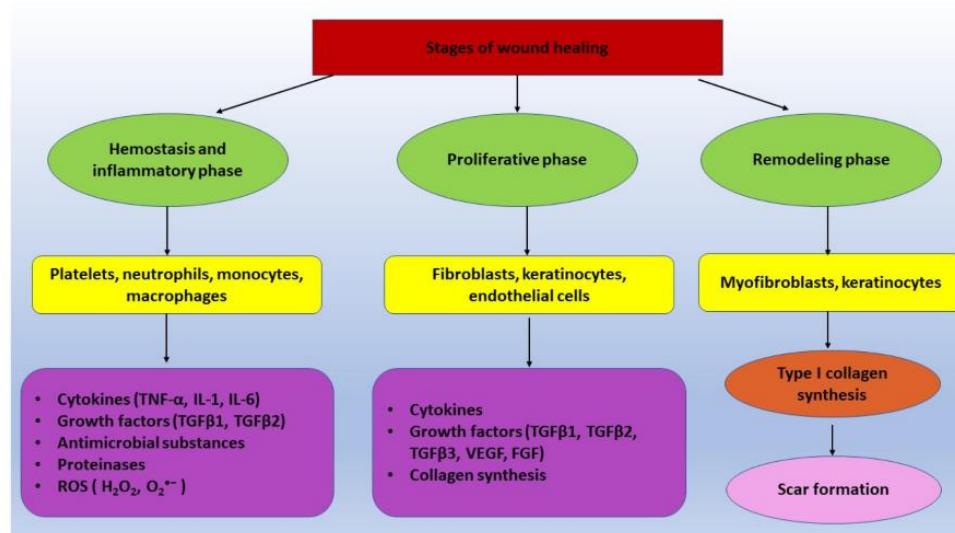 Stages of wound healing
Hemostasis and
inflammatory phase
Proliferative phase
Remodeling phase
Platelets, neutrophils, monocytes,
macrophages
Fibroblasts, keratinocytes,
endothelial cells
Myofibroblasts, keratinocytes
• Cytokines (TNF-α, IL-1, IL-6)
• Growth factors (TGFβ1, TGFβ2)
• Antimicrobial substances
• Proteinases
• ROS ( H₂O₂, O₂•− )
• Cytokines
• Growth factors (TGFβ1, TGFβ2,
TGFβ3, VEGF, FGF)
• Collagen synthesis
Type I collagen
synthesis
Scar formation